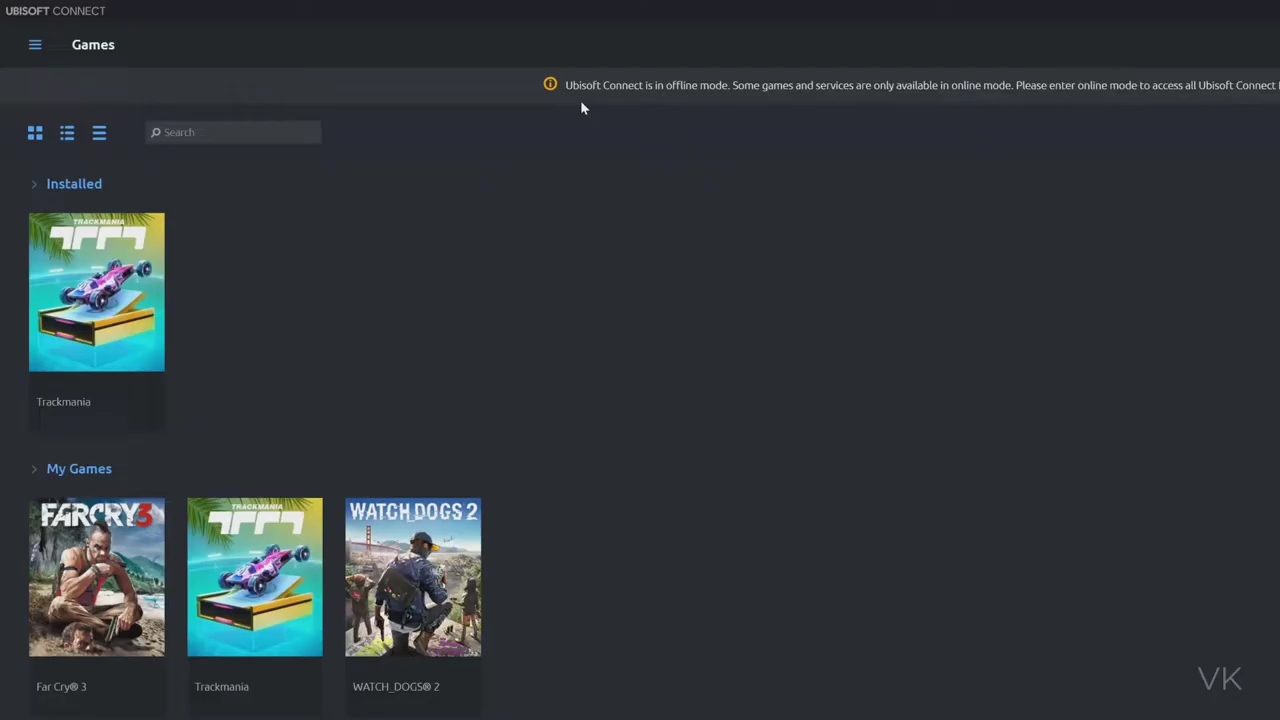 UBISOFT CONNECT
Games
Ubisoft Connect is in offline mode. Some games and services are only available in online mode. Please enter online mode to access all Ubisoft Connect
Search
Installed
TRACKMANIA
Trackmania
My Games
FARCRY3
TRACKMANIA
WATCH_DOGS 2
Far Cry® 3
Trackmania
WATCH_DOGS® 2
VK